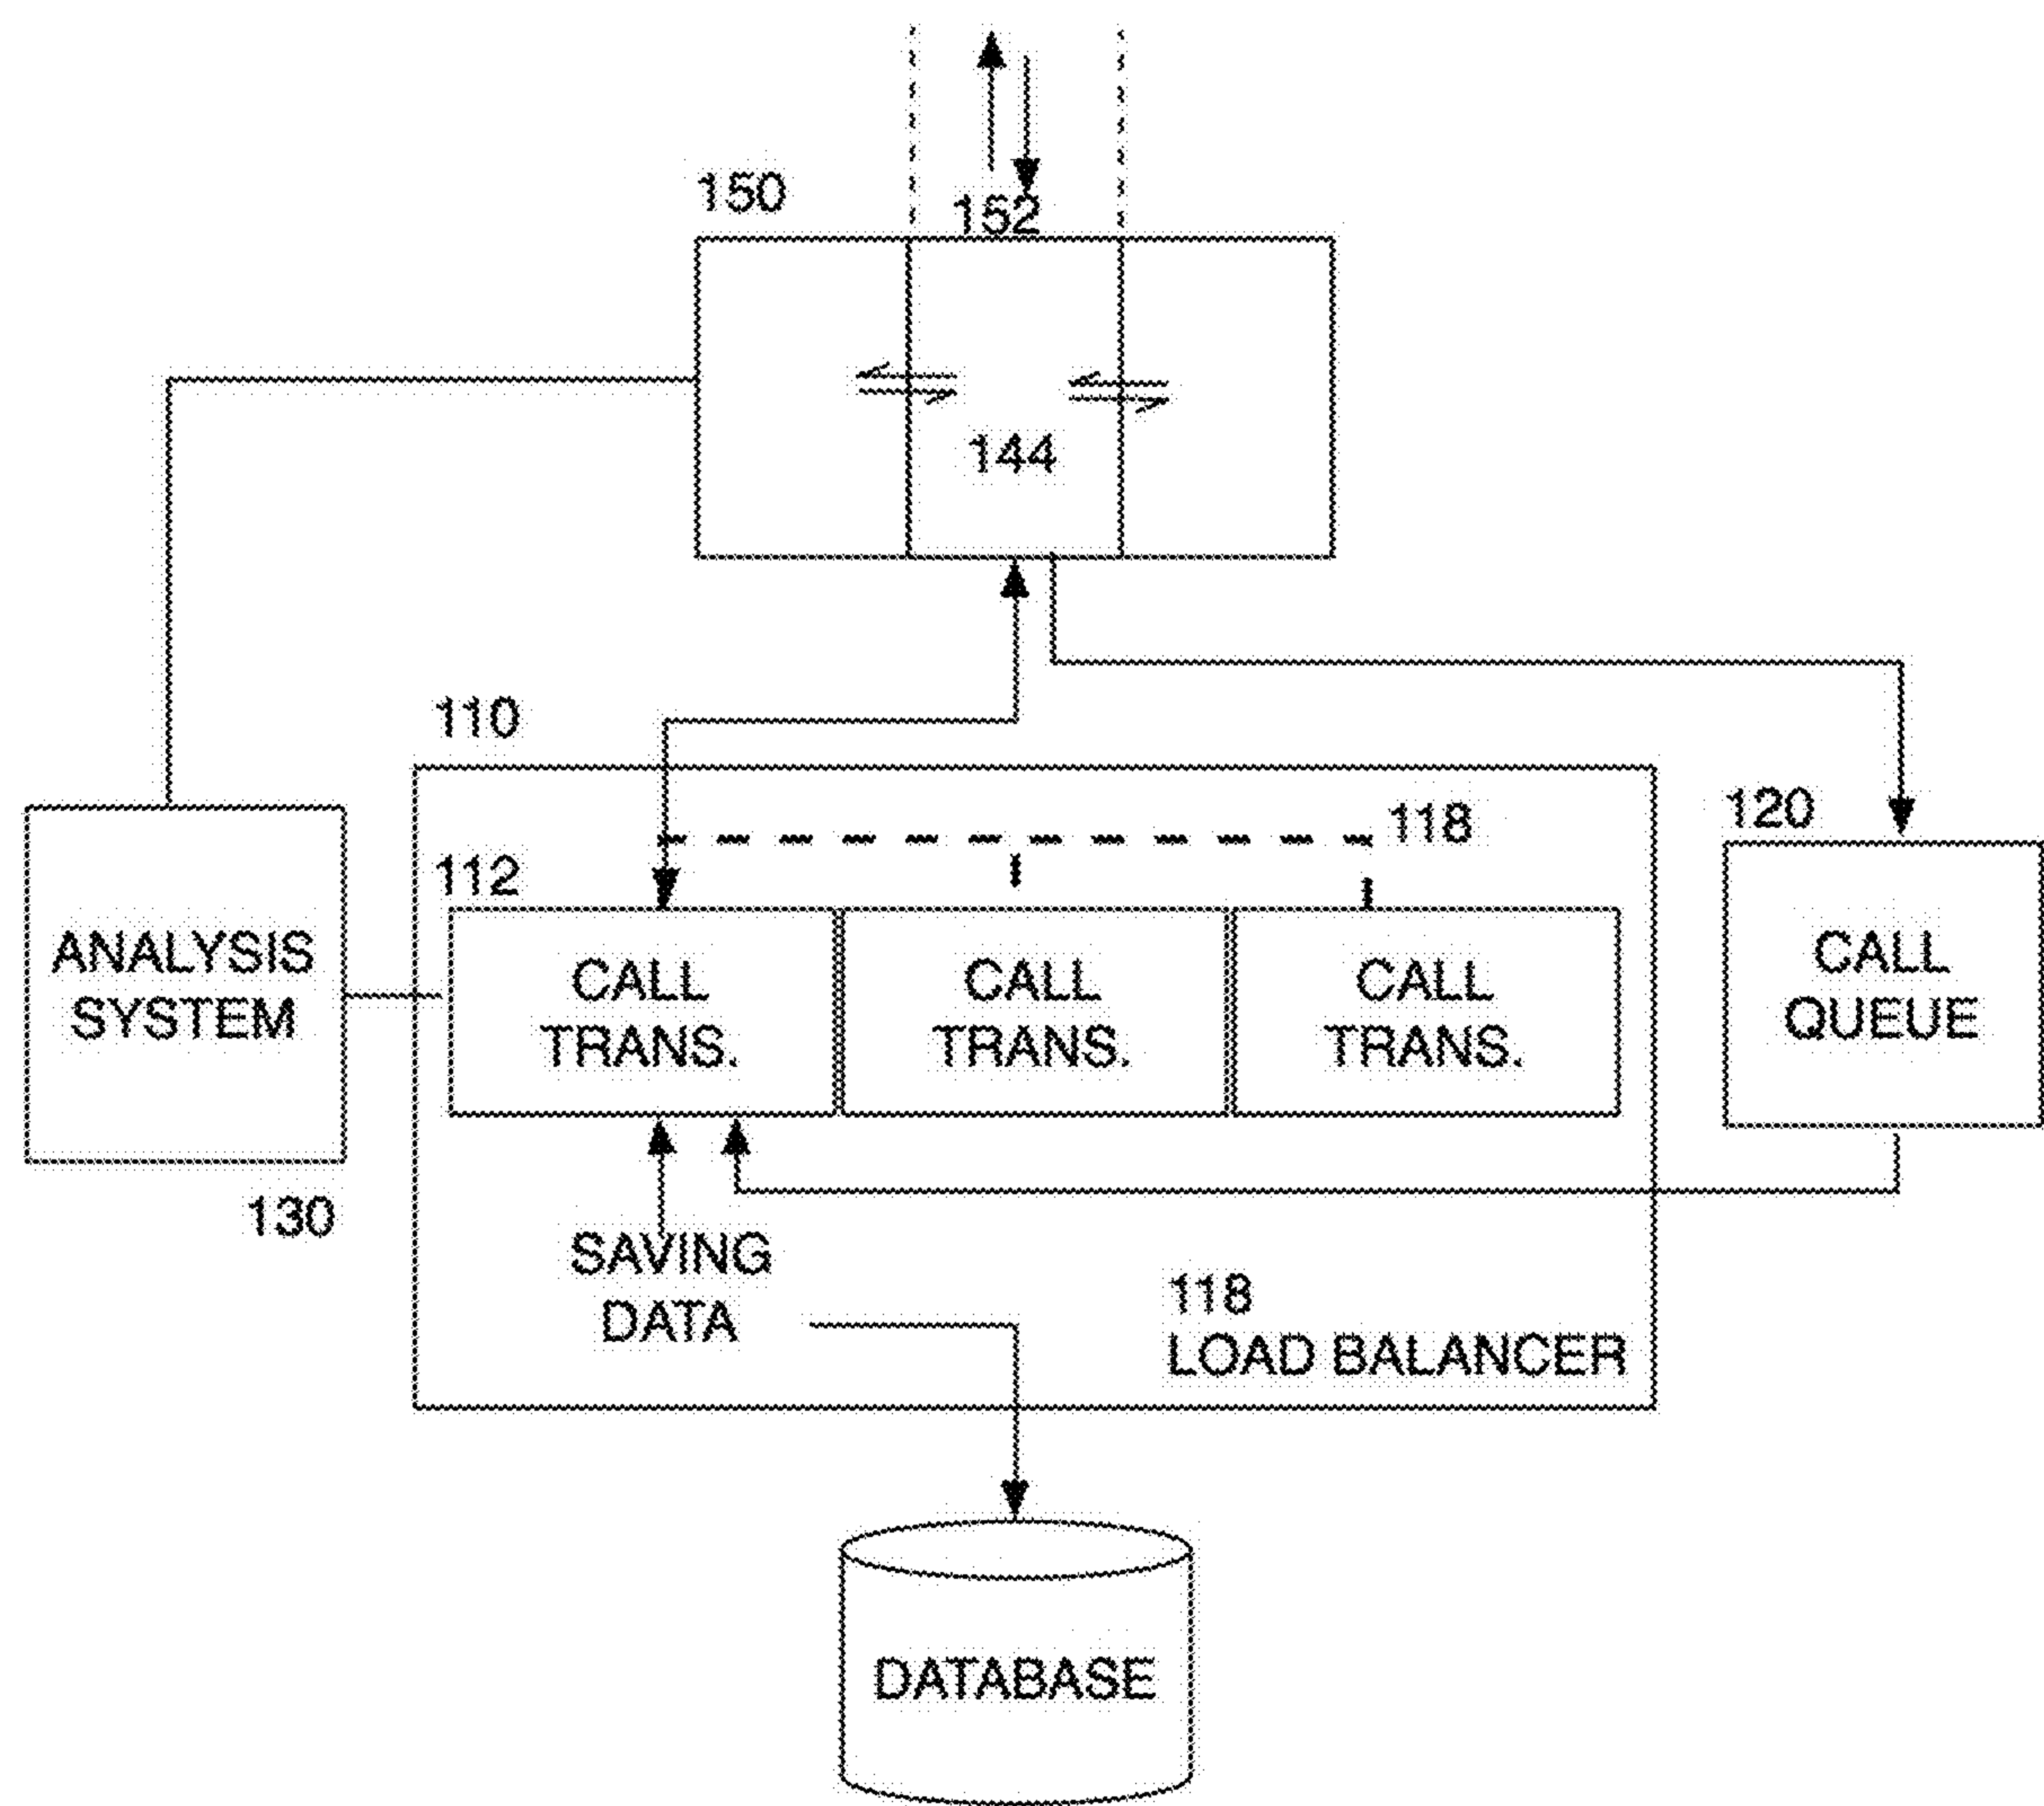 150
152
144
110
118
120
112
ANALYSIS
SYSTEM
CALL
TRANS.
CALL
TRANS.
CALL
TRANS.
CALL
QUEUE
130
SAVING
DATA
118
LOAD BALANCER
DATABASE